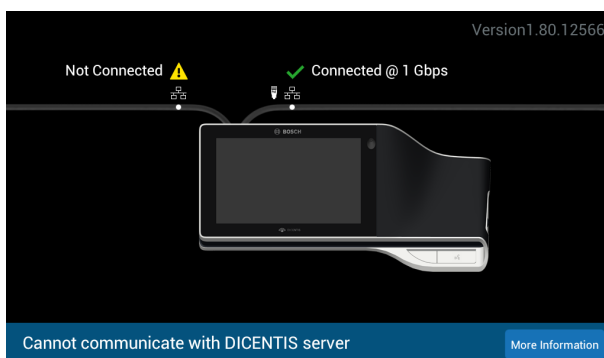 Version1.80.12566
Not Connected
Connected @ 1 Gbps
BOSCH
Cannot communicate with DICENTIS server
More Information